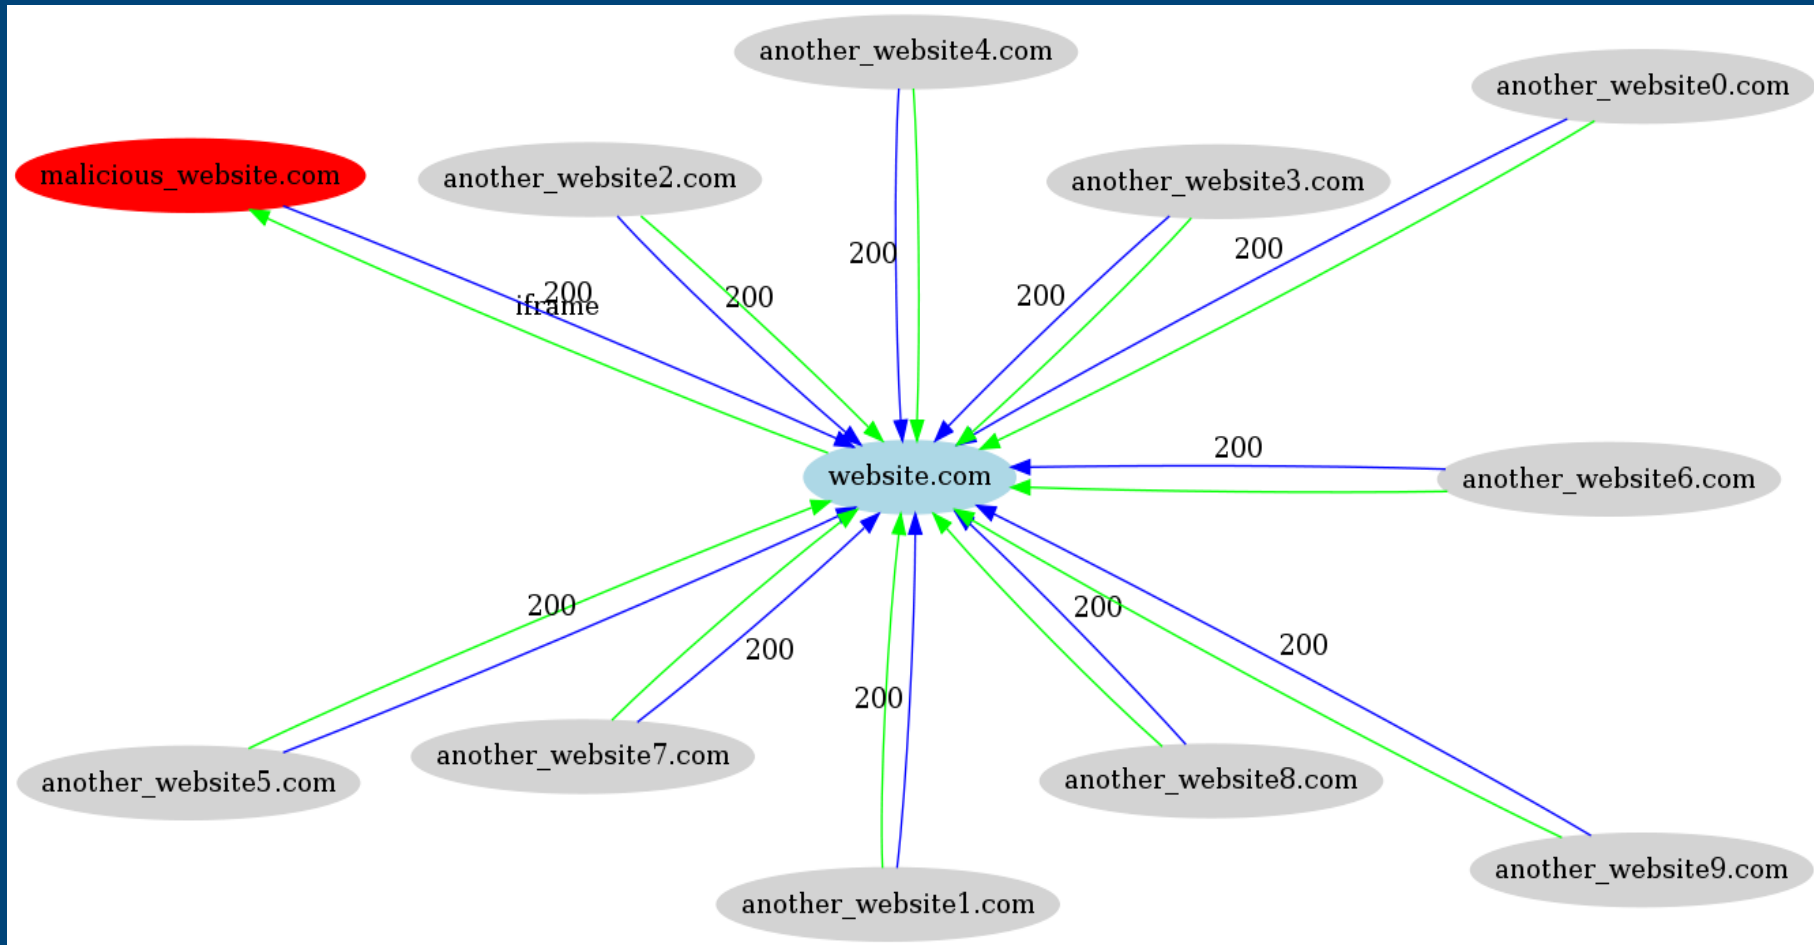 another_website4.com
another_website0.com
malicious_website.com
another_website2.com
another_website3.com
200
200
200
iframe
200
200
200
website.com
another_website6.com
200
200
200
200
200
200
another_website5.com
another_website7.com
another_website8.com
another_website1.com
another_website9.com